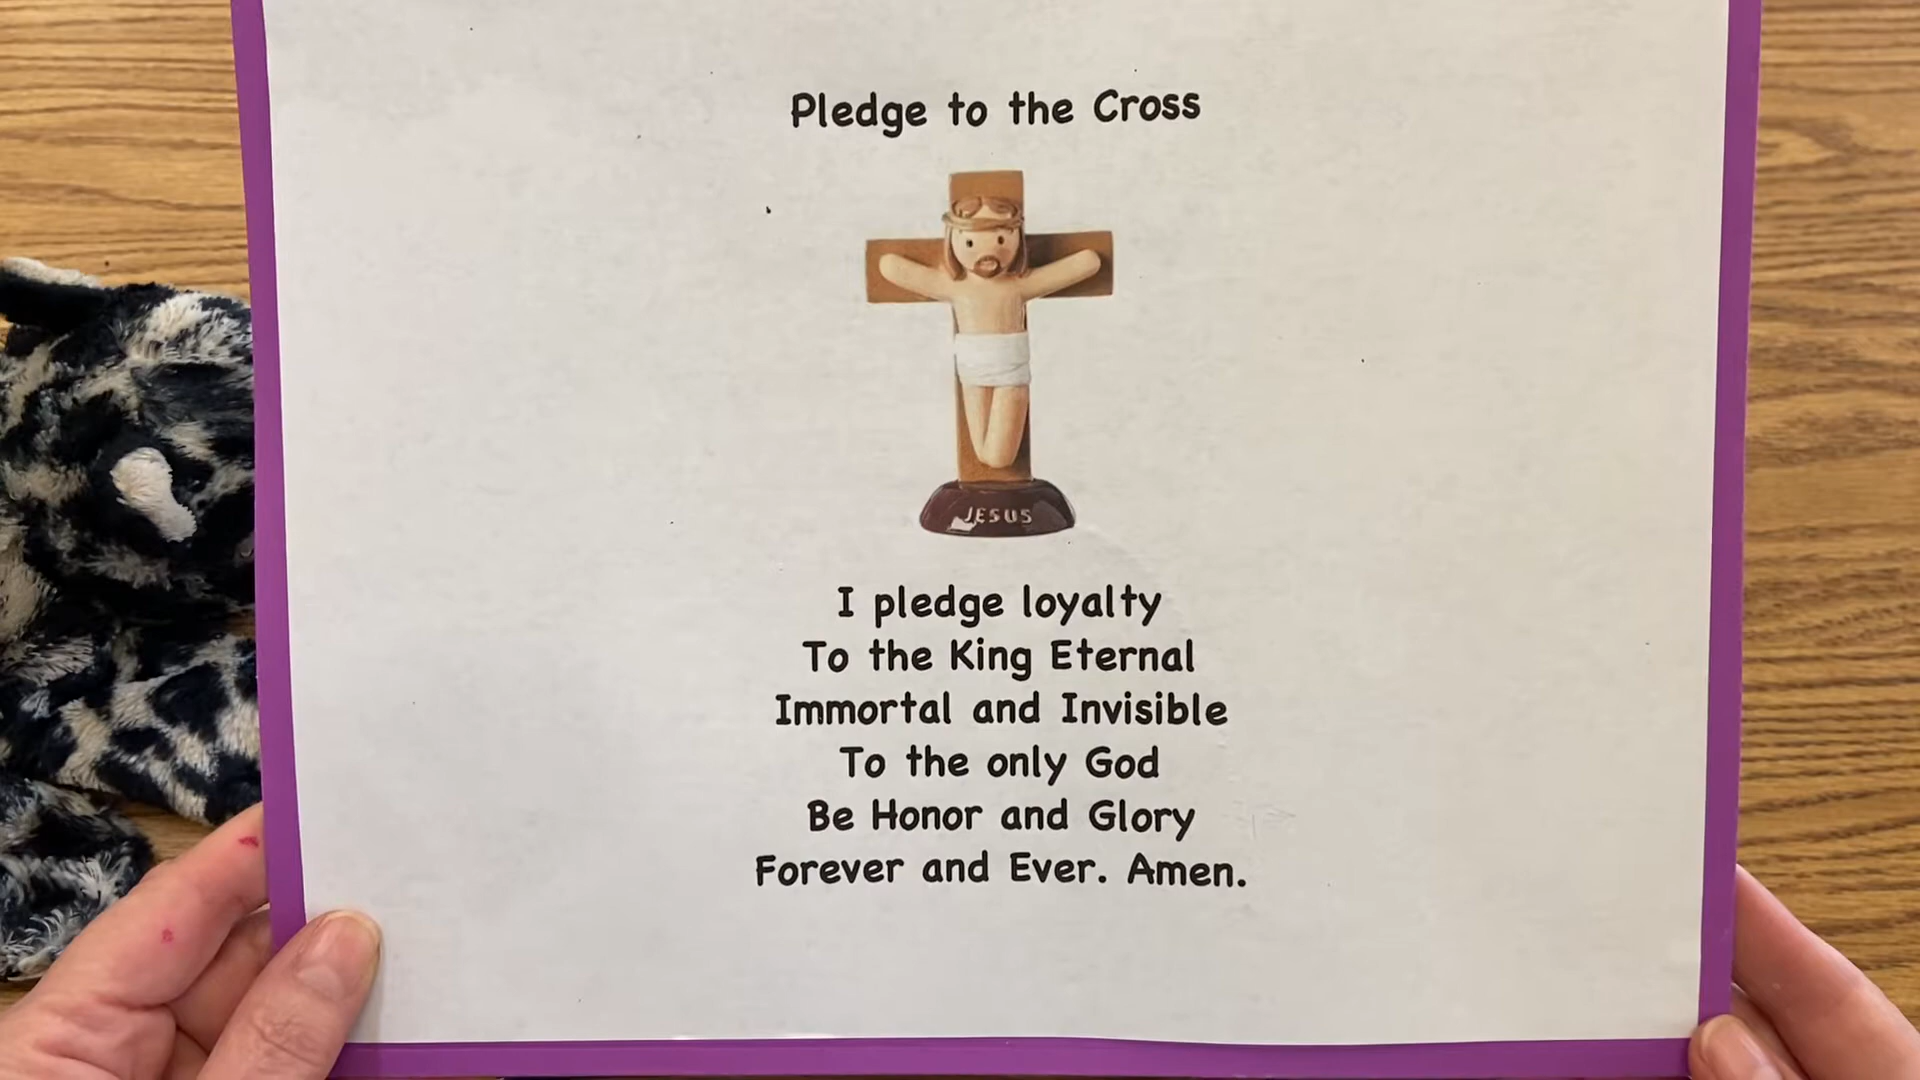 Pledge to the Cross
JESUS
I pledge loyalty
To the King Eternal
Immortal and Invisible
To the only God
Be Honor and Glory
Forever and Ever. Amen.